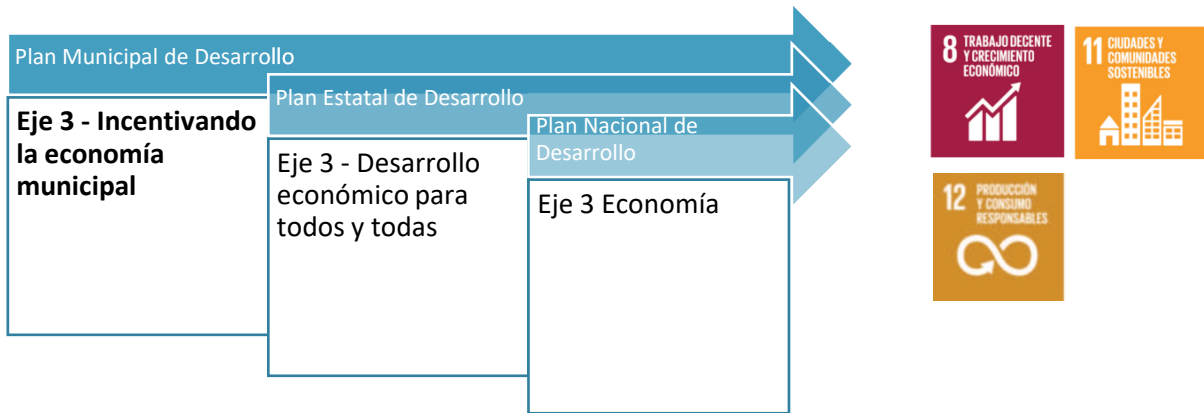 Plan Municipal de Desarrollo
Eje 3 - Incentivando
la economía
municipal
Plan Estatal de Desarrollo
Eje 3 - Desarrollo
económico para
todos y todas
Plan Nacional de
Desarrollo
Eje 3 Economía
8 TRABAJO DECENTE
Y CRECIMIENTO
ECONÓMICO
11 CIUDADES Y
COMUNIDADES
SOSTENIBLES
12 PRODUCCIÓN
Y CONSUMO
RESPONSABLES